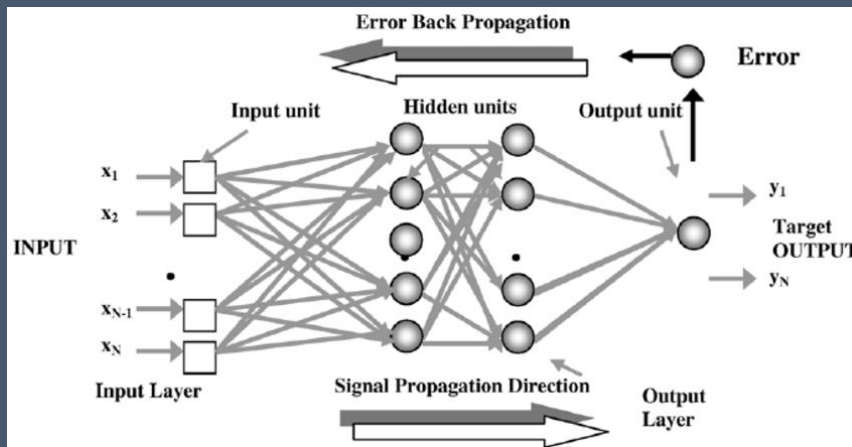 Error Back Propagation
Error
Input unit
Hidden units
Output unit
x1
x2
INPUT
xN-1
xN
y1
Target
OUTPUT
yN
Input Layer
Signal Propagation Direction
Output
Layer